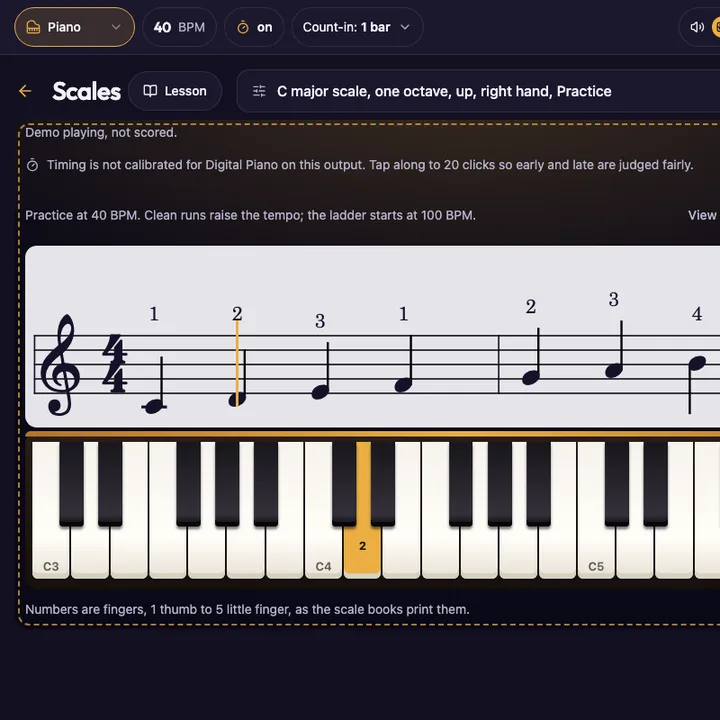 Piano
40 BPM
on
Count-in: 1 bar
Scales
Lesson
C major scale, one octave, up, right hand, Practice
Demo playing, not scored.
Timing is not calibrated for Digital Piano on this output. Tap along to 20 clicks so early and late are judged fairly.
Practice at 40 BPM. Clean runs raise the tempo; the ladder starts at 100 BPM.
View
1 2 3 1 2 3 4
4
4
2
C3 C4 C5
Numbers are fingers, 1 thumb to 5 little finger, as the scale books print them.